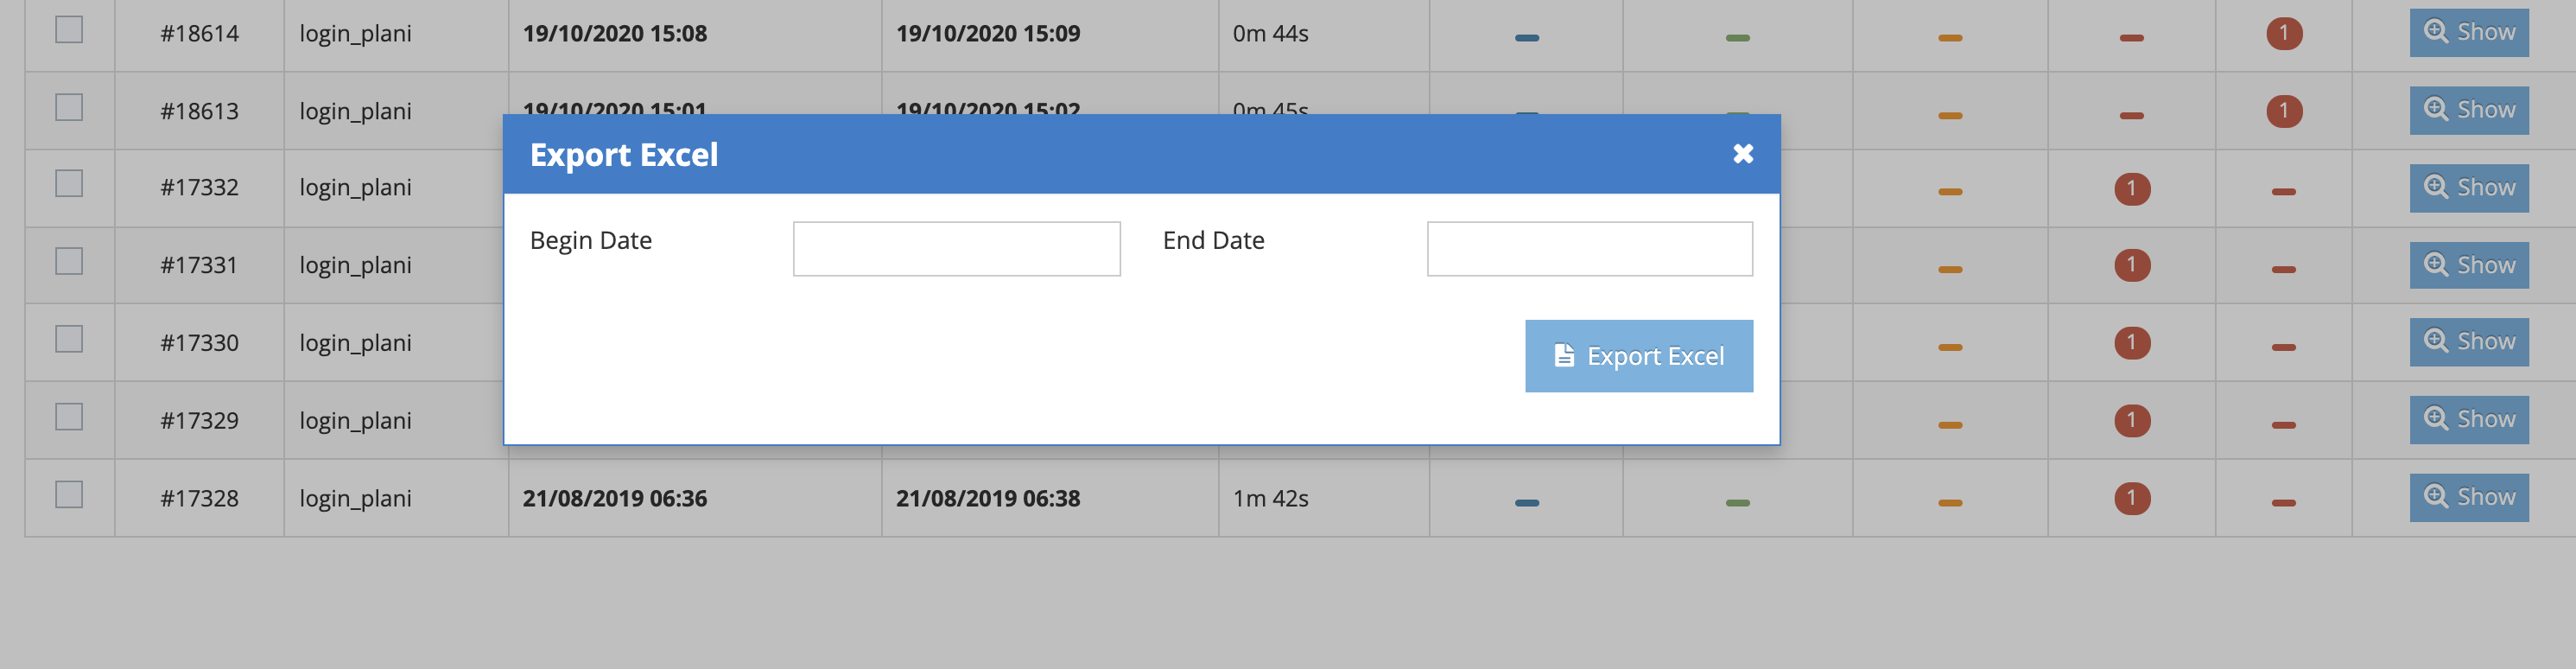 #18614 login_plani 19/10/2020 15:08 19/10/2020 15:09 0m 44s 1 Show
#18613 login_plani 19/10/2020 15:01 19/10/2020 15:02 0m 45s 1 Show
Export Excel
#17332 login_plani 1 Show
Begin Date End Date
#17331 login_plani 1 Show
#17330 login_plani 1 Show
Export Excel
#17329 login_plani 1 Show
#17328 login_plani 21/08/2019 06:36 21/08/2019 06:38 1m 42s 1 Show